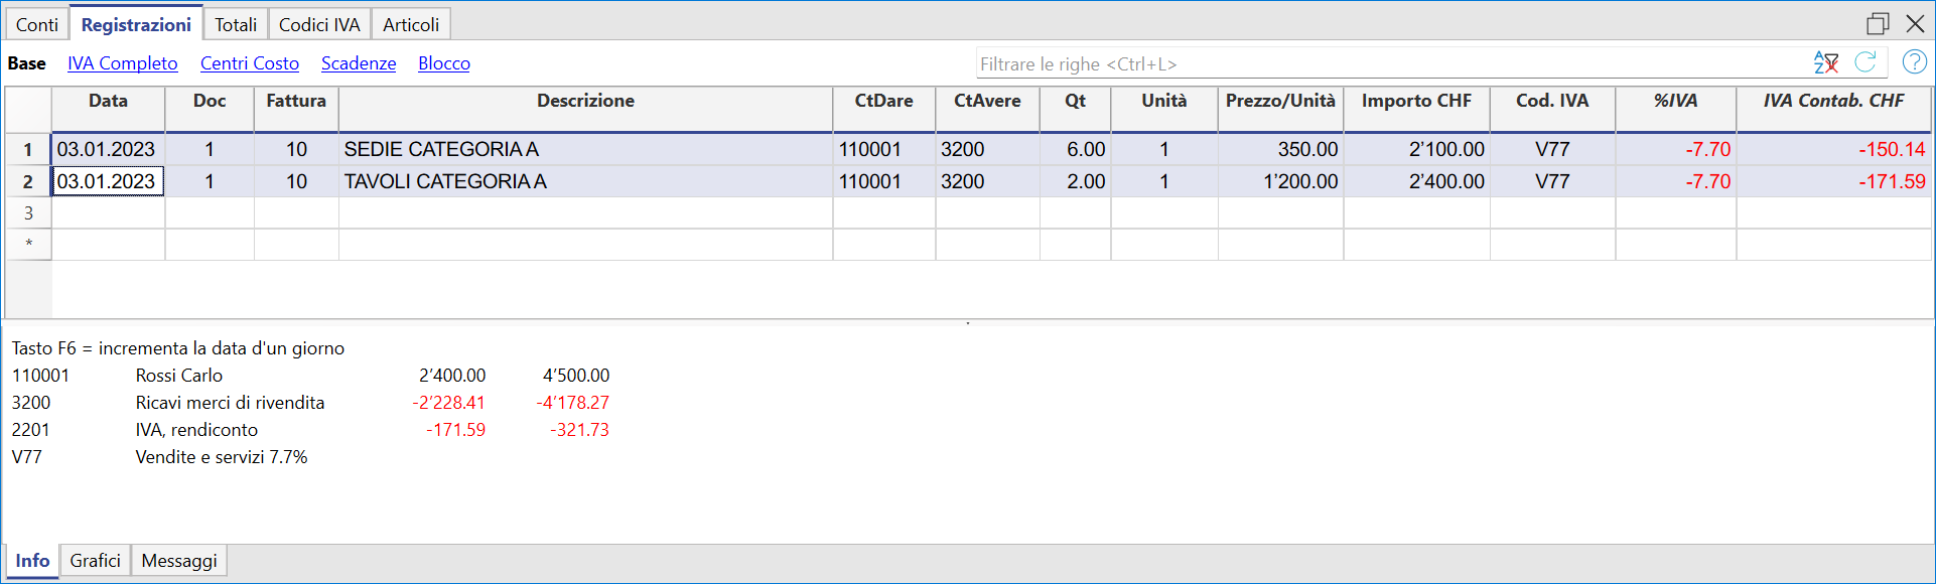 Conti Registrazioni Totali Codici IVA Articoli
Base IVA Completo Centri Costo Scadenze Blocco Filtrare le righe <Ctrl+L> AZ ?
Data Doc Fattura Descrizione CtDare CtAvere Qt Unità Prezzo/Unità Importo CHF Cod. IVA %IVA IVA Contab. CHF
1 03.01.2023 1 10 SEDIE CATEGORIA A 110001 3200 6.00 1 350.00 2’100.00 V77 -7.70 -150.14
2 03.01.2023 1 10 TAVOLI CATEGORIA A 110001 3200 2.00 1 1’200.00 2’400.00 V77 -7.70 -171.59
3
*
Tasto F6 = incrementa la data d'un giorno
110001 Rossi Carlo 2’400.00 4’500.00
3200 Ricavi merci di rivendita -2’228.41 -4’178.27
2201 IVA, rendiconto -171.59 -321.73
V77 Vendite e servizi 7.7%
Info Grafici Messaggi